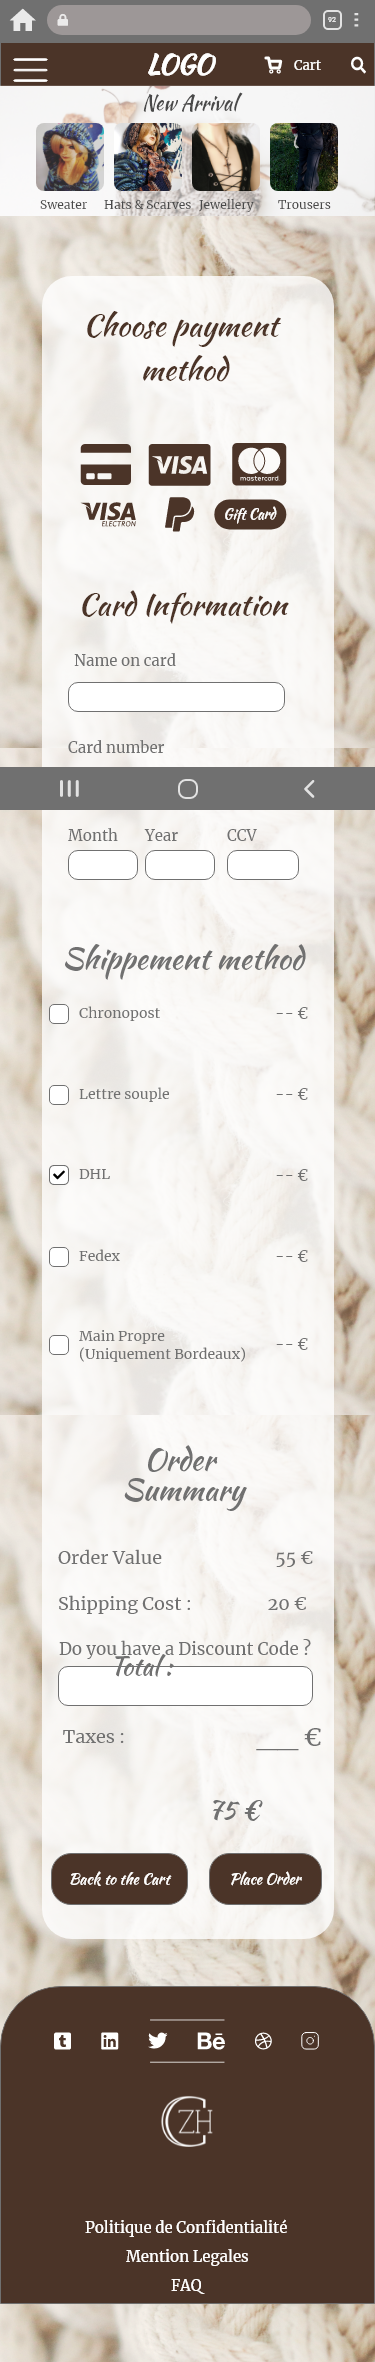 92
LOGO
Cart
New Arrival
Sweater
Hats & Scarves
Jewellery
Trousers
Choose payment
method
VISA
mastercard
VISA
ELECTRON
Gift Card
Card Information
Name on card
Card number
Month Year CCV
Shippement method
Chronopost -- €
Lettre souple -- €
DHL -- €
Fedex -- €
Main Propre
(Uniquement Bordeaux) -- €
Order
Summary
Order Value 55 €
Shipping Cost : 20 €
Do you have a Discount Code ?
Total :
Taxes : ___ €
75 €
Back to the Cart
Place Order
t in Bē
CZH
Politique de Confidentialité
Mention Legales
FAQ